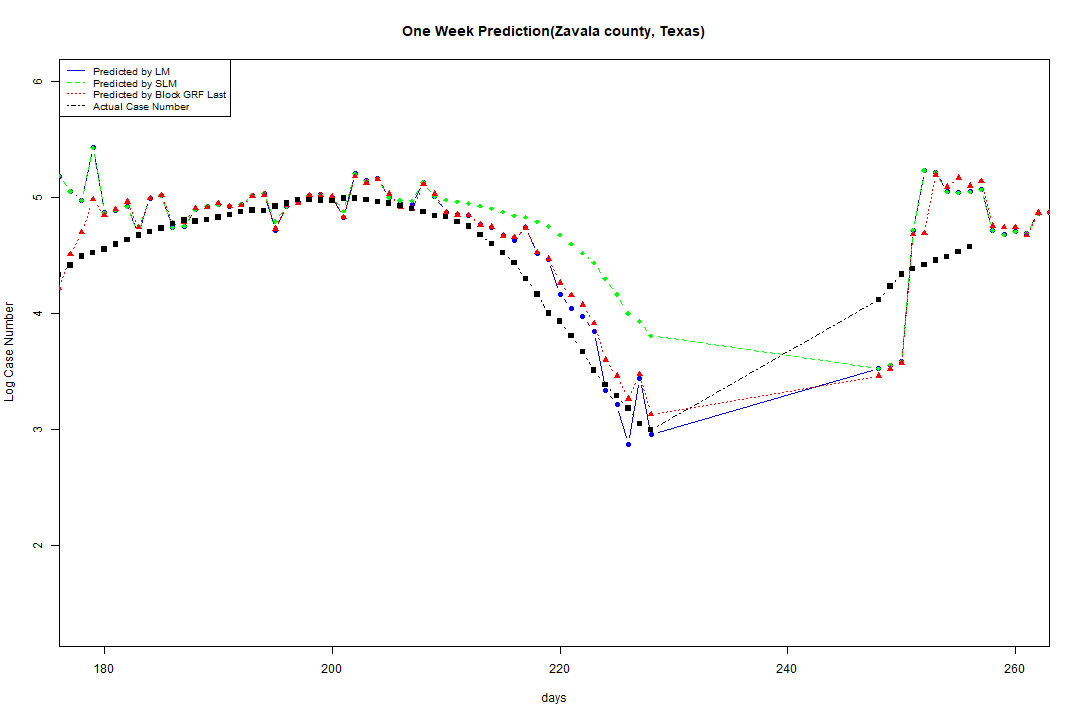 One Week Prediction(Zavala county, Texas)
Predicted by LM
Predicted by SLM
Predicted by Block GRF Last
Actual Case Number
6
5
4
3
2
Log Case Number
180
200
220
240
260
days